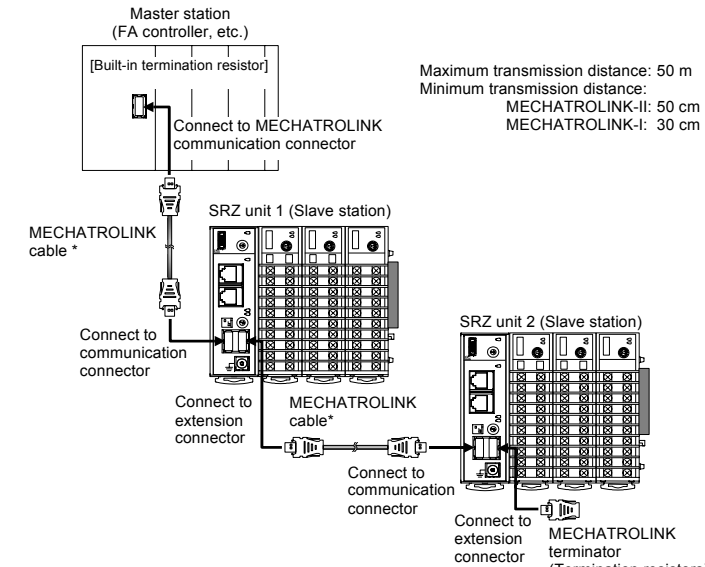 Master station
(FA controller, etc.)
[Built-in termination resistor]
Maximum transmission distance: 50 m
Minimum transmission distance:
MECHATROLINK-II: 50 cm
MECHATROLINK-I: 30 cm
Connect to MECHATROLINK
communication connector
MECHATROLINK
cable *
SRZ unit 1 (Slave station)
Connect to
communication
connector
SRZ unit 2 (Slave station)
Connect to
extension
connector
MECHATROLINK
cable*
Connect to
communication
connector
Connect to
extension
connector
MECHATROLINK
terminator